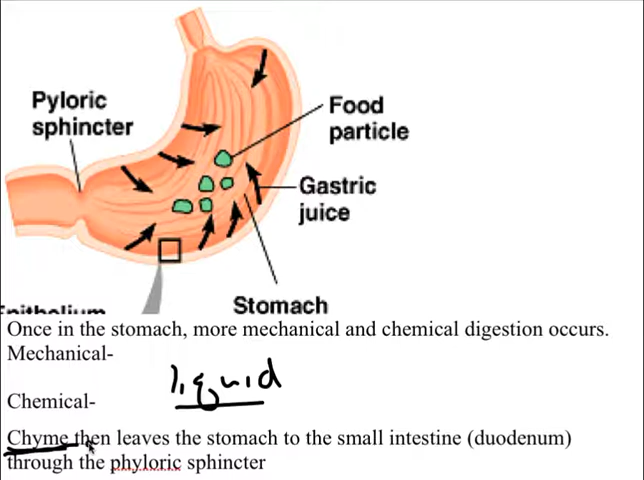 Pyloric
sphincter
Food
particle
Gastric
juice
Epithelium
Stomach
Once in the stomach, more mechanical and chemical digestion occurs.
Mechanical-
liquid
Chemical-
Chyme then leaves the stomach to the small intestine (duodenum)
through the phyloric sphincter